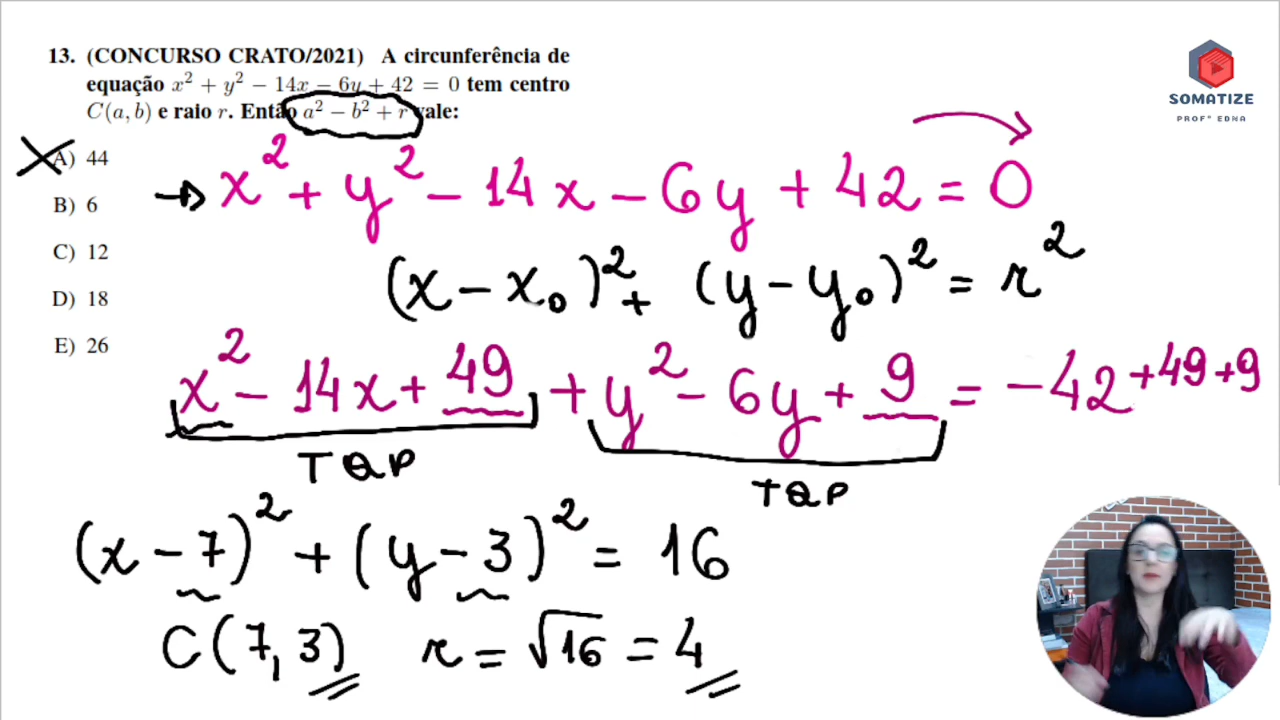 13. (CONCURSO CRATO/2021) A circunferência de
equação x² + y² − 14x − 6y + 42 = 0 tem centro
C(a, b) e raio r. Então a² − b² + r vale:
A) 44
B) 6
C) 12
D) 18
E) 26
SOMATIZE
PROFª EDNA
→ x² + y² − 14x − 6y + 42 = 0
(x − x₀)² + (y − y₀)² = r²
x² − 14x + 49 + y² − 6y + 9 = −42 + 49 + 9
TQP
TQP
(x − 7)² + (y − 3)² = 16
C(7, 3) r = √16 = 4